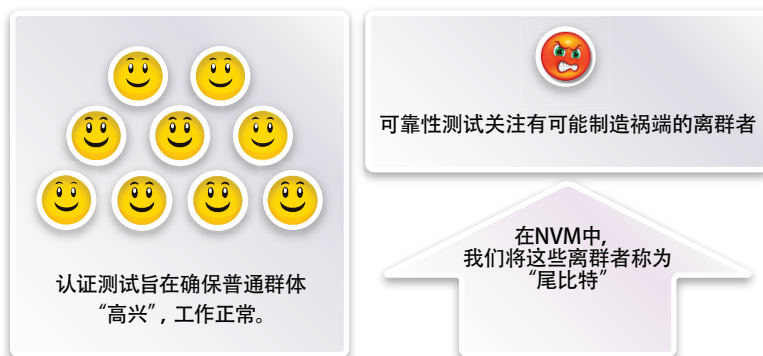 认证测试旨在确保普通群体
“高兴”, 工作正常。
可靠性测试关注有可能制造祸端的离群者
在NVM中,
我们将这些离群者称为
“尾比特”